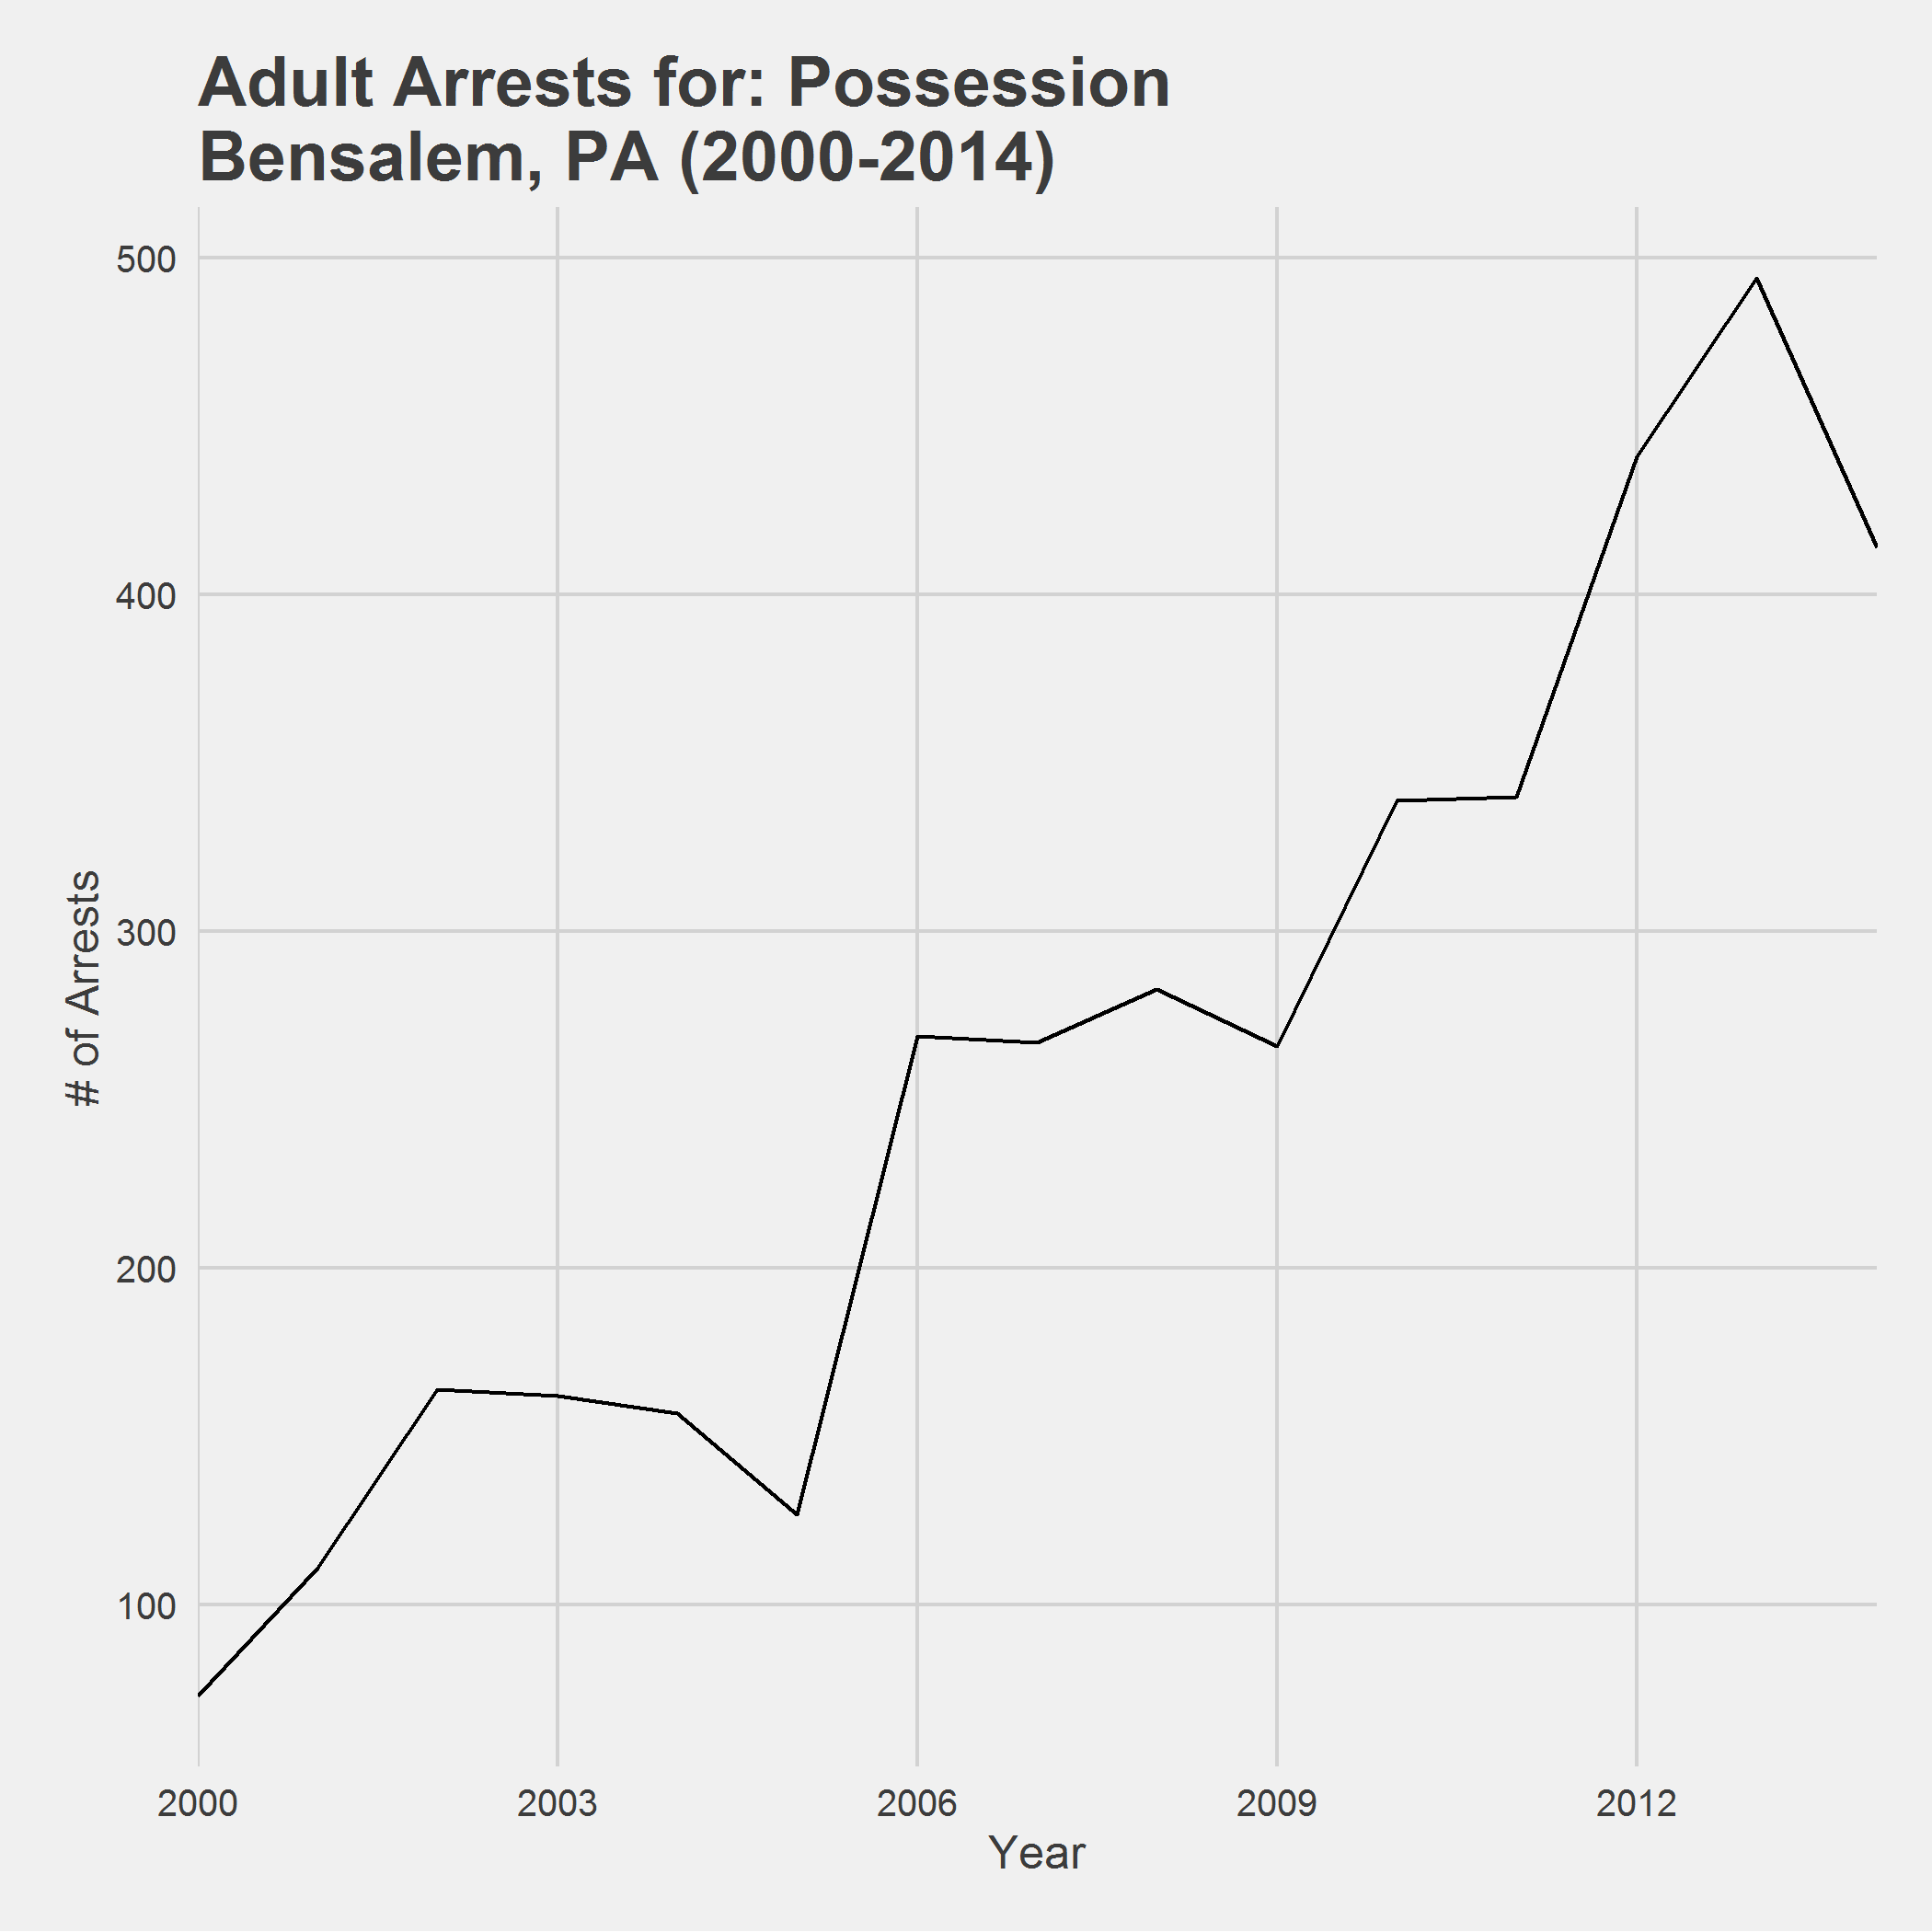 Adult Arrests for: Possession
Bensalem, PA (2000-2014)
500
400
300
200
100
# of Arrests
2000
2003
2006
2009
2012
Year